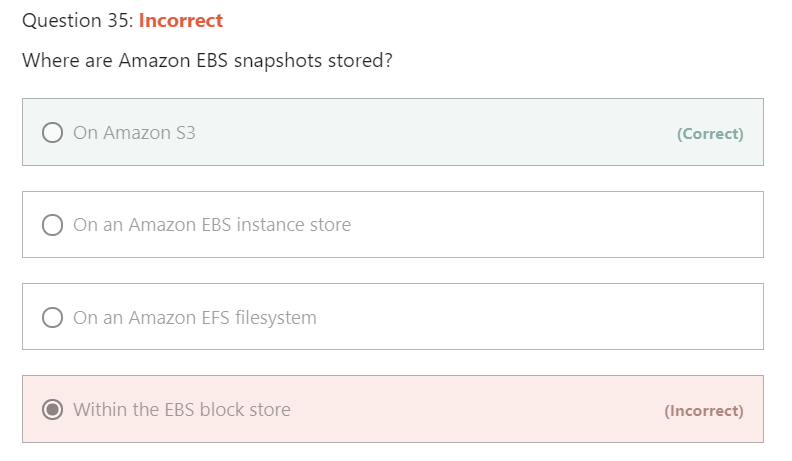 Question 35: Incorrect
Where are Amazon EBS snapshots stored?
On Amazon S3 (Correct)
On an Amazon EBS instance store
On an Amazon EFS filesystem
Within the EBS block store (Incorrect)